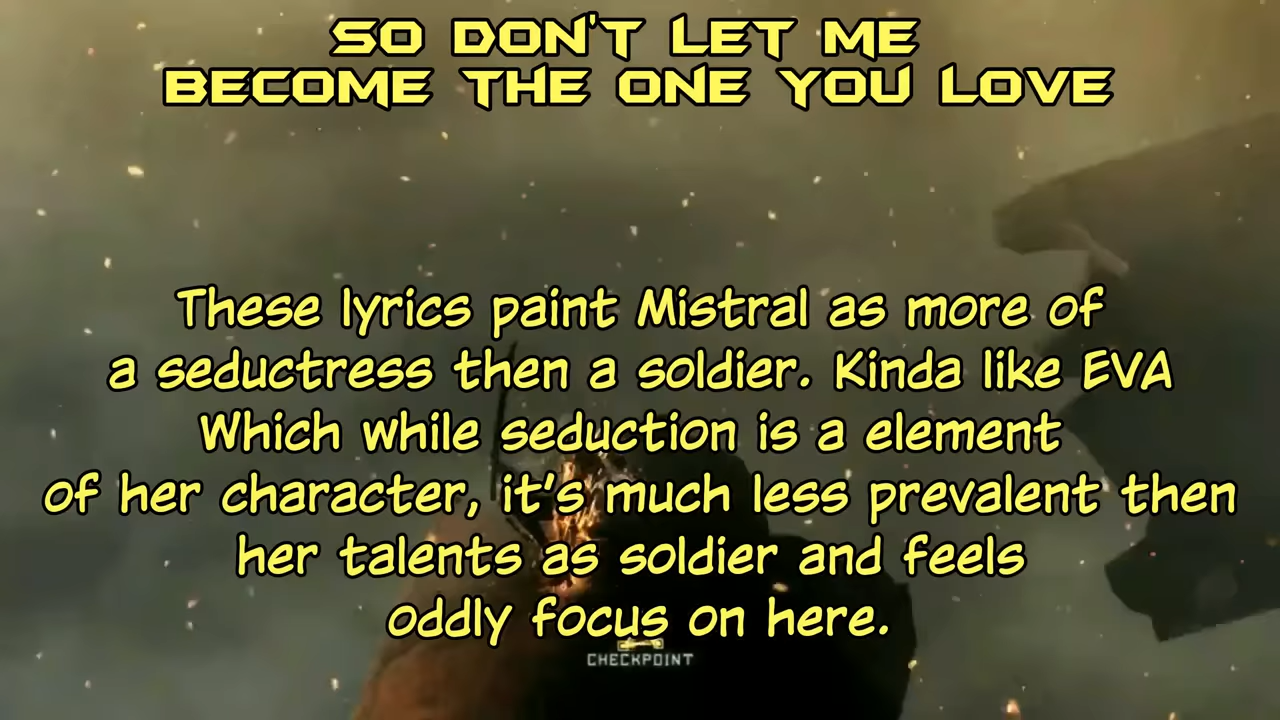 SO DON'T LET ME
BECOME THE ONE YOU LOVE
These lyrics paint Mistral as more of
a seductress then a soldier. Kinda like EVA
Which while seduction is a element
of her character, it's much less prevalent then
her talents as soldier and feels
oddly focus on here.
CHECKPOINT